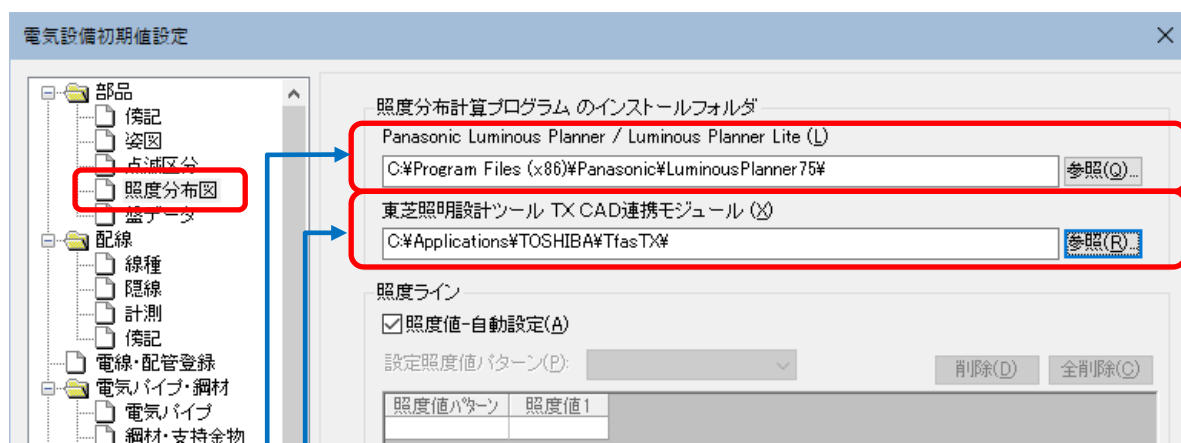 電気設備初期値設定
部品
傍記
姿図
点滅区分
照度分布図
盤データ
配線
線種
隠線
計測
傍記
電線・配管登録
電気パイプ・鋼材
電気パイプ
鋼材・支持金物
照度分布計算プログラム のインストールフォルダ
Panasonic Luminous Planner / Luminous Planner Lite (L)
C:¥Program Files (x86)¥Panasonic¥LuminousPlanner75¥
参照(Q)...
東芝照明設計ツール TX CAD連携モジュール (X)
C:¥Applications¥TOSHIBA¥TfasTX¥
参照(R)...
照度ライン
照度値-自動設定(A)
設定照度値パターン(P):
削除(D)
全削除(C)
照度値パターン 照度値1